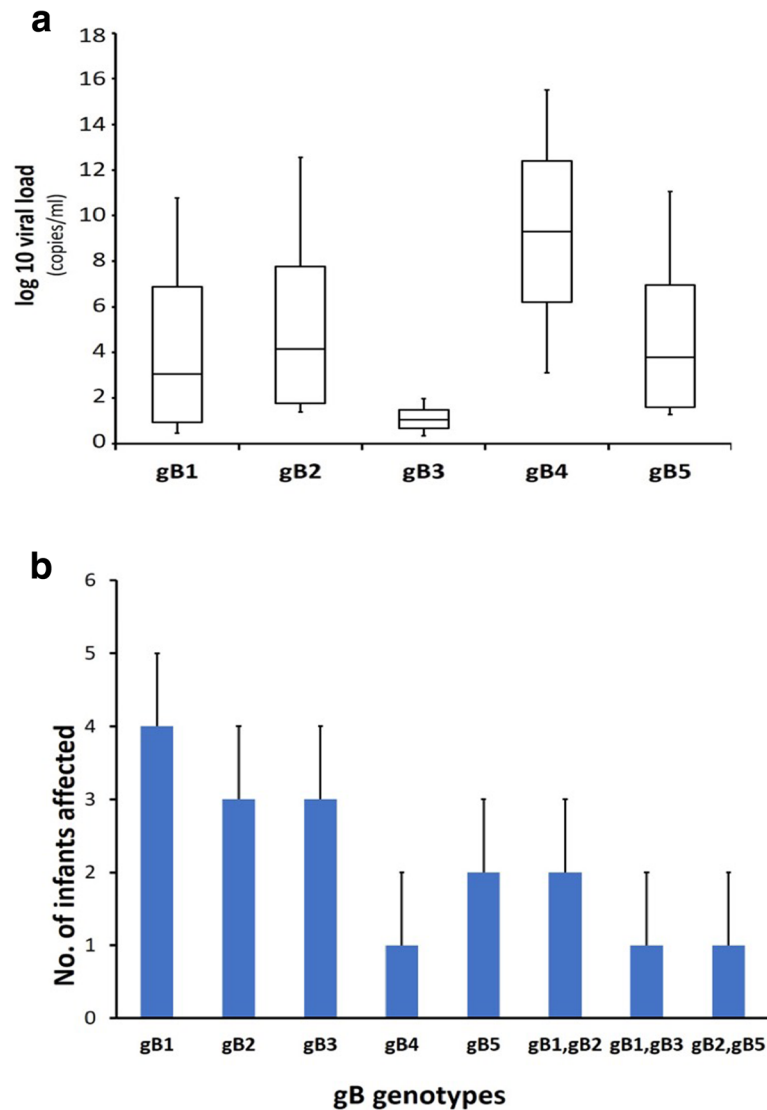 a
18
16
14
12
10
8
6
4
2
0
log 10 viral load
(copies/ml)
gB1 gB2 gB3 gB4 gB5
b
6
5
4
3
2
1
0
No. of infants affected
gB1 gB2 gB3 gB4 gB5 gB1,gB2 gB1,gB3 gB2,gB5
gB genotypes